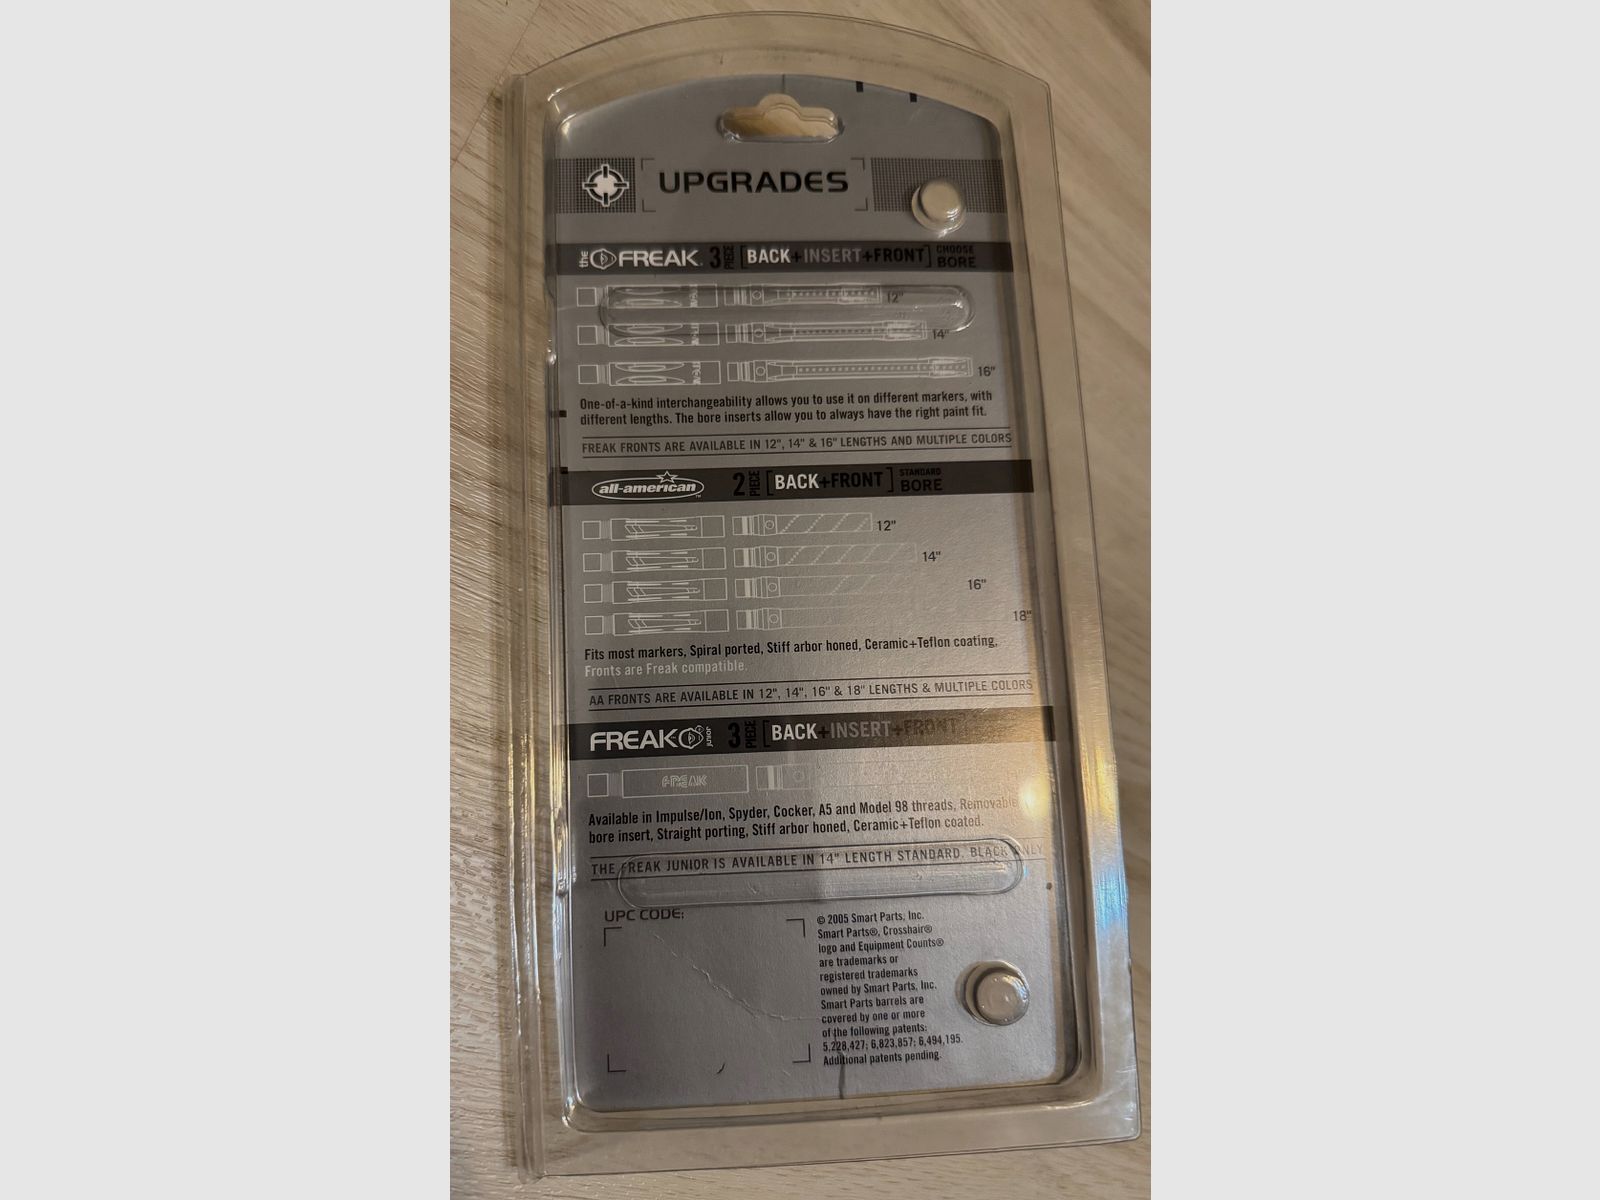 UPGRADES
the FREAK. 3 PIECE [BACK+INSERT+FRONT] CHOOSE BORE
12"
14"
16"
One-of-a-kind interchangeability allows you to use it on different markers, with
different lengths. The bore inserts allow you to always have the right paint fit.
FREAK FRONTS ARE AVAILABLE IN 12", 14" & 16" LENGTHS AND MULTIPLE COLORS
all-american™ 2 PIECE [BACK+FRONT] STANDARD BORE
12"
14"
16"
18"
Fits most markers, Spiral ported, Stiff arbor honed, Ceramic+Teflon coating,
Fronts are Freak compatible.
AA FRONTS ARE AVAILABLE IN 12", 14", 16" & 18" LENGTHS & MULTIPLE COLORS
FREAK junior 3 PIECE [BACK+INSERT+FRONT
FREAK
Available in Impulse/Ion, Spyder, Cocker, A5 and Model 98 threads, Removable
bore insert, Straight porting, Stiff arbor honed, Ceramic+Teflon coated.
THE FREAK JUNIOR IS AVAILABLE IN 14" LENGTH STANDARD. BLACK ONLY
UPC CODE:
© 2005 Smart Parts, Inc.
Smart Parts®, Crosshair®
logo and Equipment Counts®
are trademarks or
registered trademarks
owned by Smart Parts, Inc.
Smart Parts barrels are
covered by one or more
of the following patents:
5,228,427; 6,823,857; 6,494,195.
Additional patents pending.